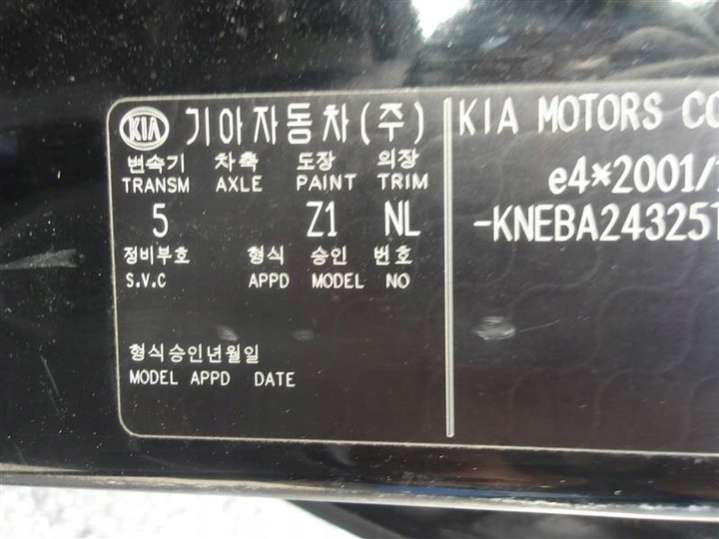 KIA 기아자동차(주)
변속기 차축 도장 의장
TRANSM AXLE PAINT TRIM
5 Z1 NL
정비부호 형식 승인 번호
S.V.C APPD MODEL NO
형식승인년월일
MODEL APPD DATE
KIA MOTORS CO
e4*2001/
-KNEBA24325